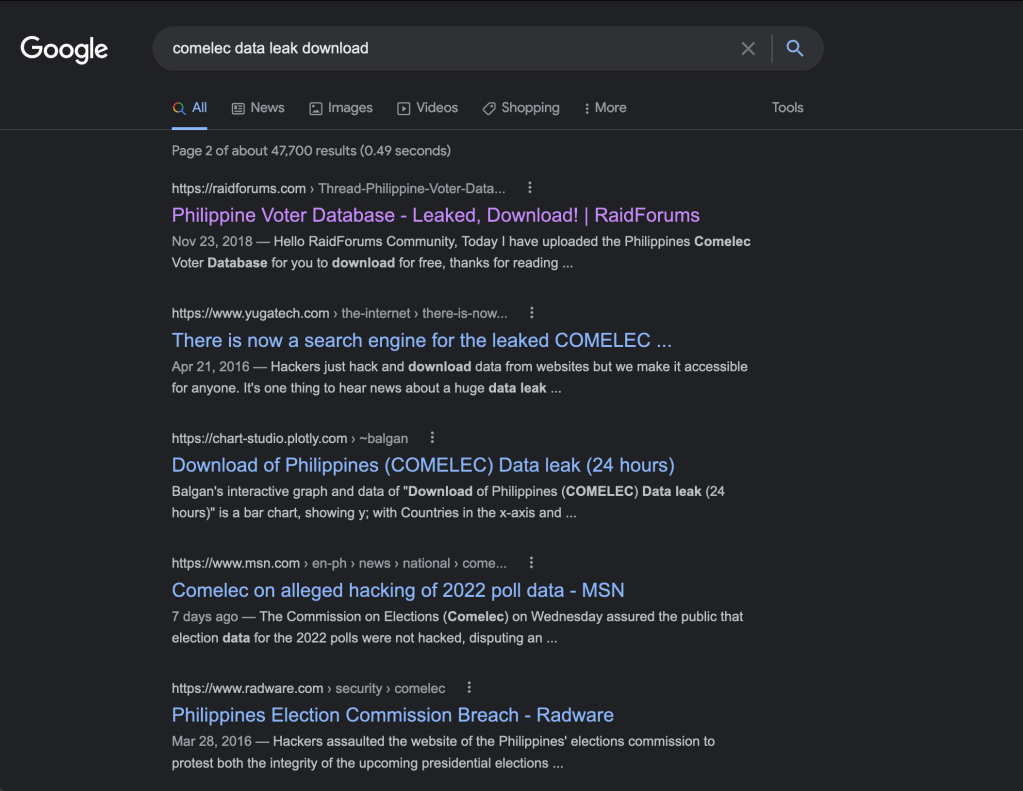 Google
comelec data leak download
All News Images Videos Shopping More Tools
Page 2 of about 47,700 results (0.49 seconds)
https://raidforums.com › Thread-Philippine-Voter-Data...
Philippine Voter Database - Leaked, Download! | RaidForums
Nov 23, 2018 — Hello RaidForums Community, Today I have uploaded the Philippines Comelec
Voter Database for you to download for free, thanks for reading ...
https://www.yugatech.com › the-internet › there-is-now...
There is now a search engine for the leaked COMELEC ...
Apr 21, 2016 — Hackers just hack and download data from websites but we make it accessible
for anyone. It's one thing to hear news about a huge data leak ...
https://chart-studio.plotly.com › ~balgan
Download of Philippines (COMELEC) Data leak (24 hours)
Balgan's interactive graph and data of "Download of Philippines (COMELEC) Data leak (24
hours)" is a bar chart, showing y; with Countries in the x-axis and ...
https://www.msn.com › en-ph › news › national › come...
Comelec on alleged hacking of 2022 poll data - MSN
7 days ago — The Commission on Elections (Comelec) on Wednesday assured the public that
election data for the 2022 polls were not hacked, disputing an ...
https://www.radware.com › security › comelec
Philippines Election Commission Breach - Radware
Mar 28, 2016 — Hackers assaulted the website of the Philippines' elections commission to
protest both the integrity of the upcoming presidential elections ...